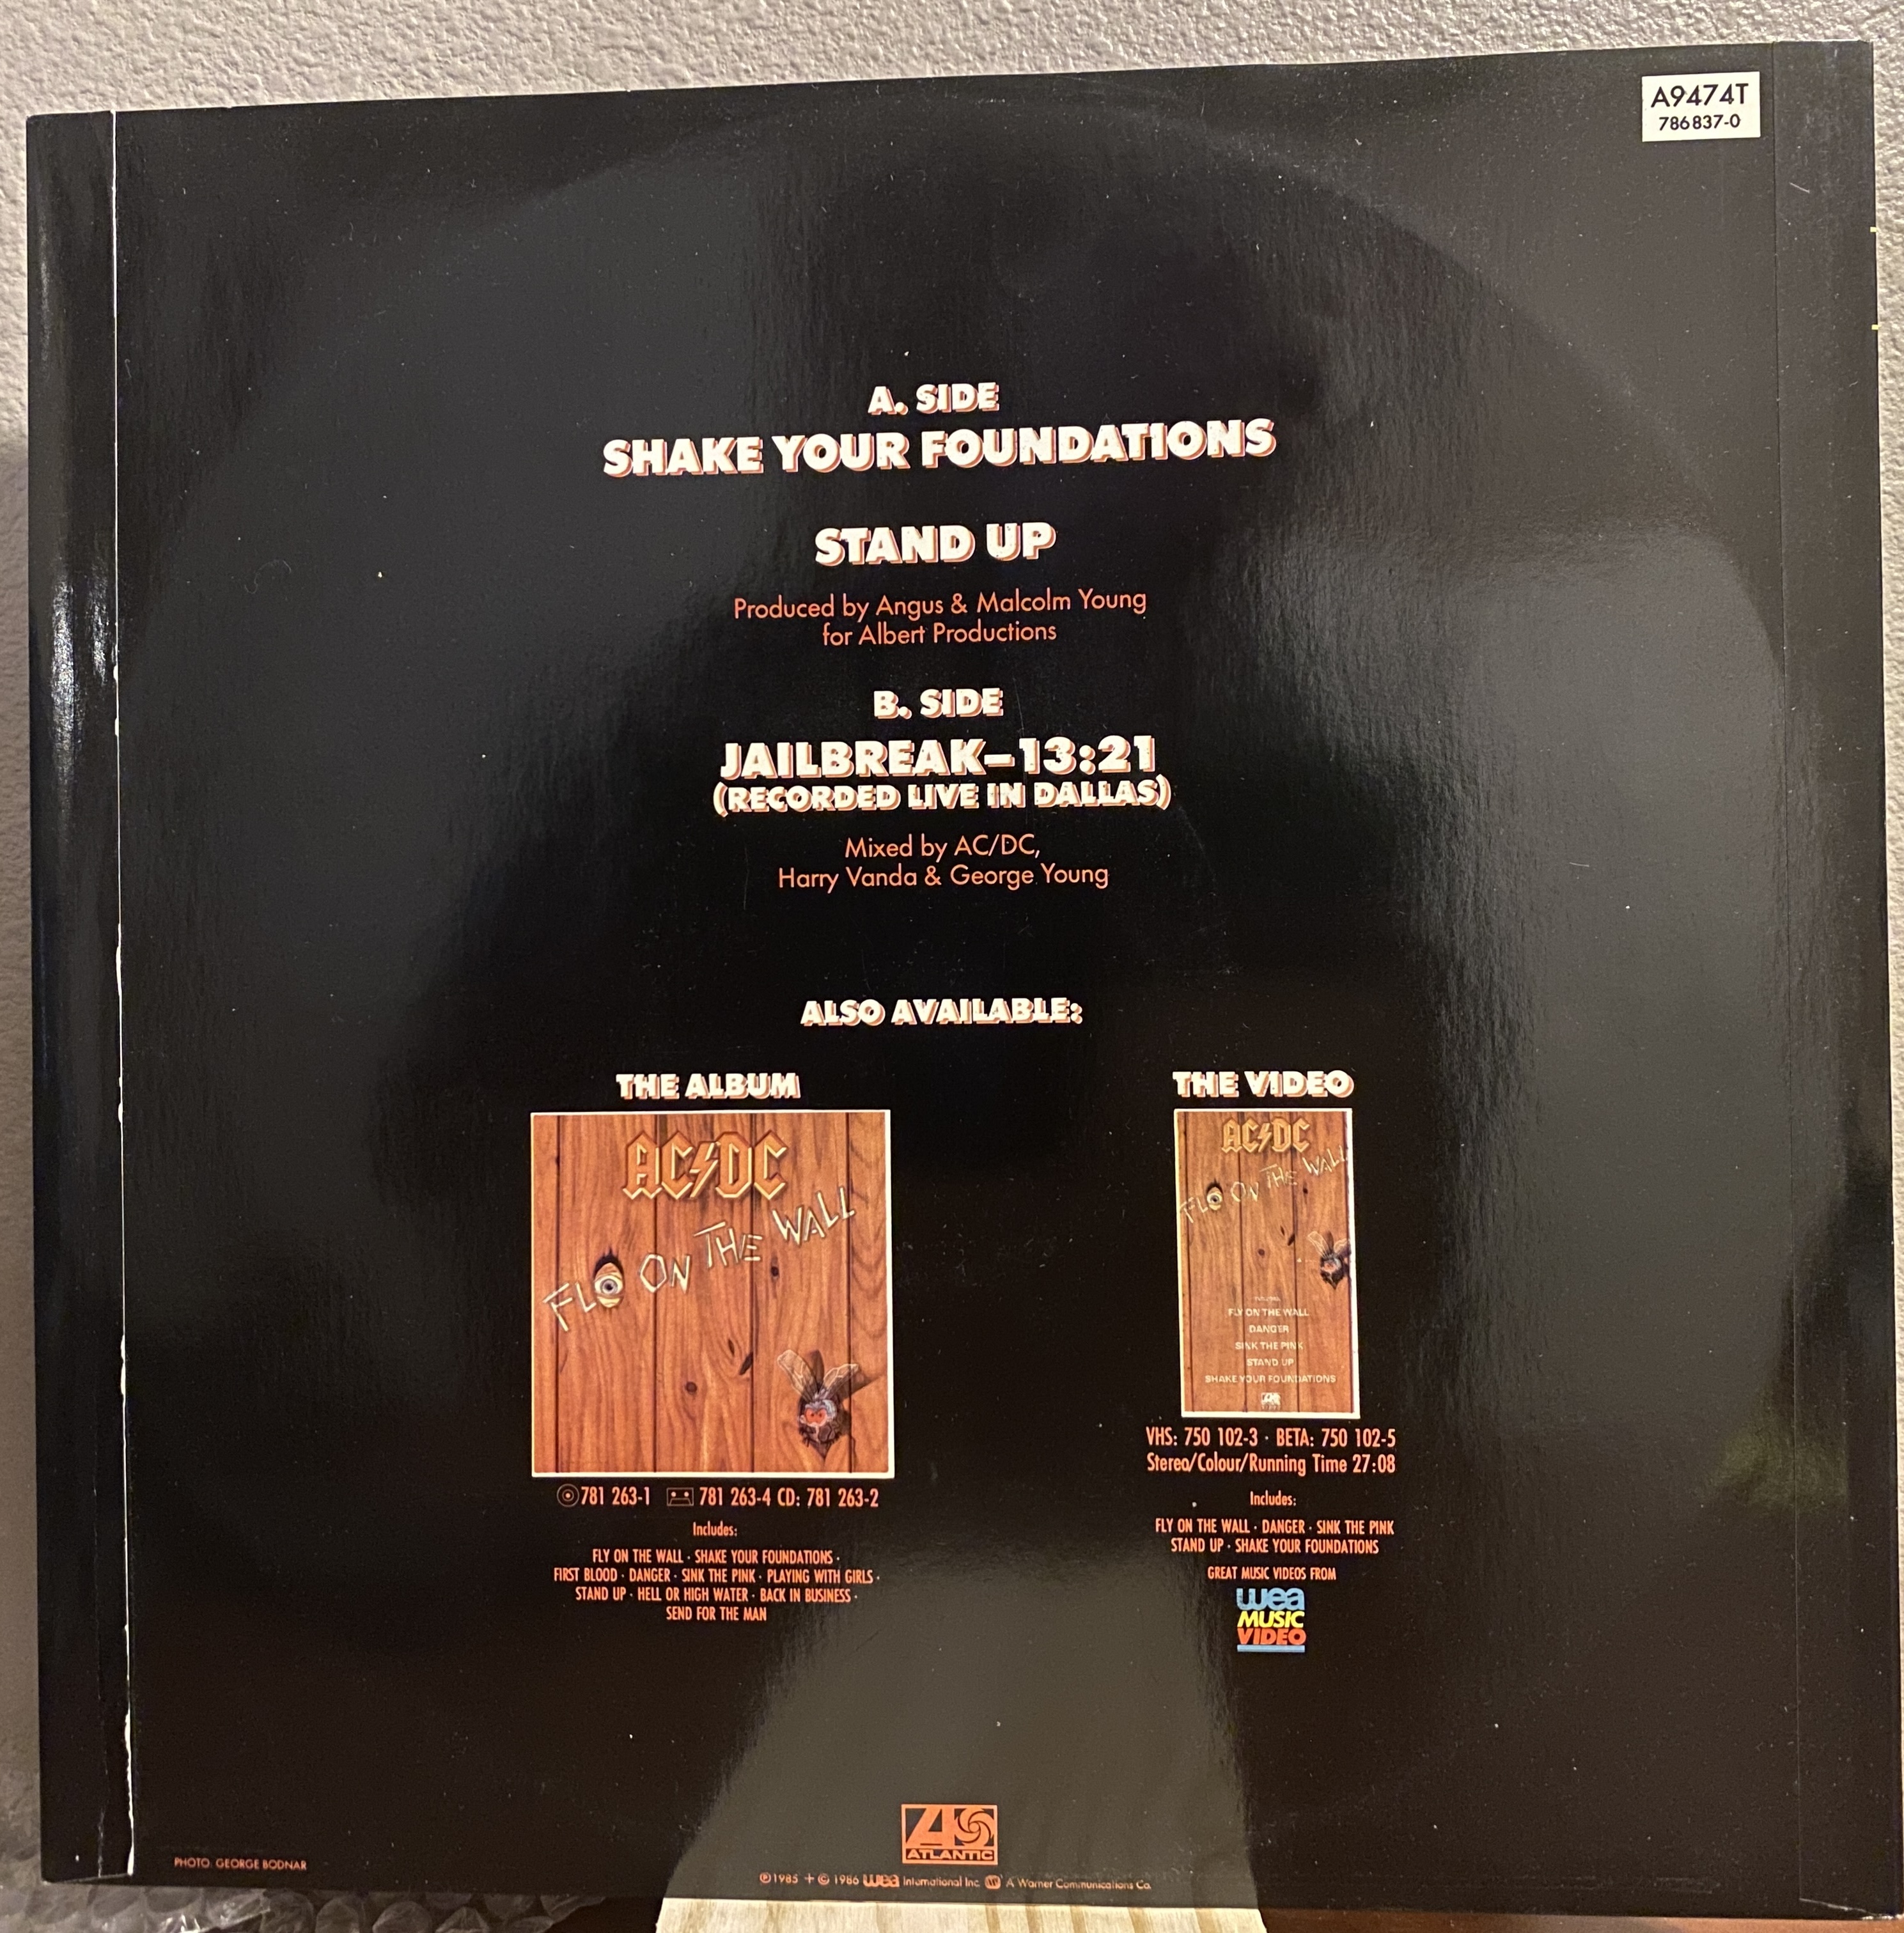 A9474T
786837-0
A. SIDE
SHAKE YOUR FOUNDATIONS
STAND UP
Produced by Angus & Malcolm Young
for Albert Productions
B. SIDE
JAILBREAK–13:21
(RECORDED LIVE IN DALLAS)
Mixed by AC/DC,
Harry Vanda & George Young
ALSO AVAILABLE:
THE ALBUM
AC/DC
FLY ON THE WALL
781 263-1 781 263-4 CD: 781 263-2
Includes:
FLY ON THE WALL · SHAKE YOUR FOUNDATIONS ·
FIRST BLOOD · DANGER · SINK THE PINK · PLAYING WITH GIRLS ·
STAND UP · HELL OR HIGH WATER · BACK IN BUSINESS ·
SEND FOR THE MAN
THE VIDEO
AC/DC
FLY ON THE WALL
FLY ON THE WALL
DANGER
SINK THE PINK
STAND UP
SHAKE YOUR FOUNDATIONS
VHS: 750 102-3 · BETA: 750 102-5
Stereo/Colour/Running Time 27:08
Includes:
FLY ON THE WALL · DANGER · SINK THE PINK
STAND UP · SHAKE YOUR FOUNDATIONS
GREAT MUSIC VIDEOS FROM
wea
MUSIC
VIDEO
PHOTO: GEORGE BODNAR
ATLANTIC
℗1985 + © 1986 wea International Inc. A Warner Communications Co.